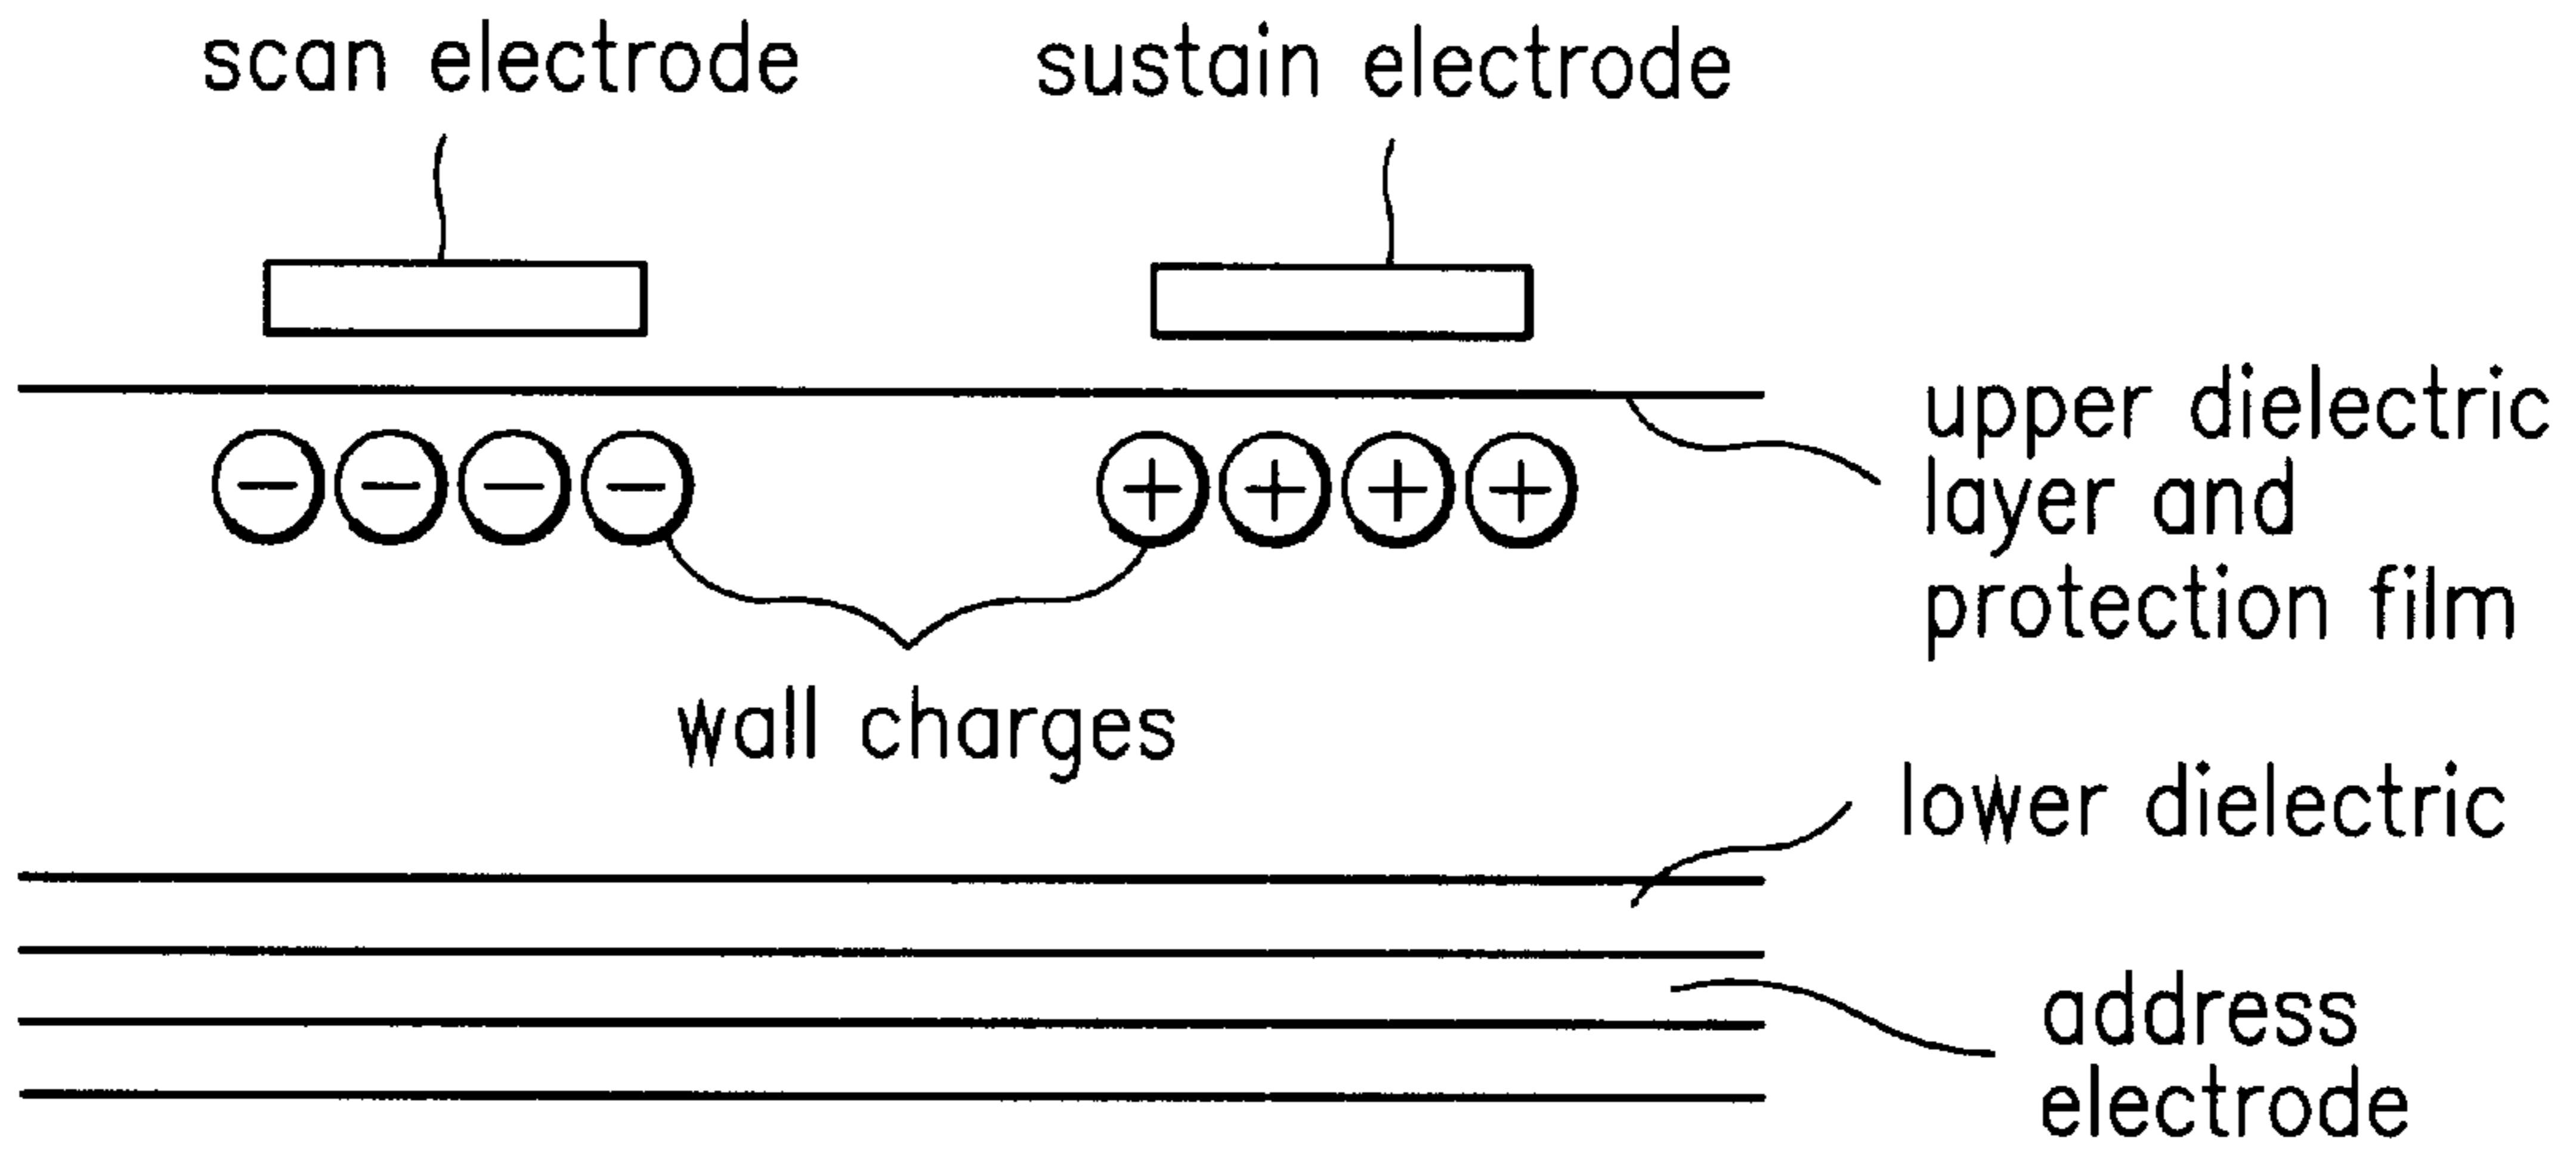 scan electrode
sustain electrode
upper dielectric
layer and
protection film
wall charges
lower dielectric
address
electrode